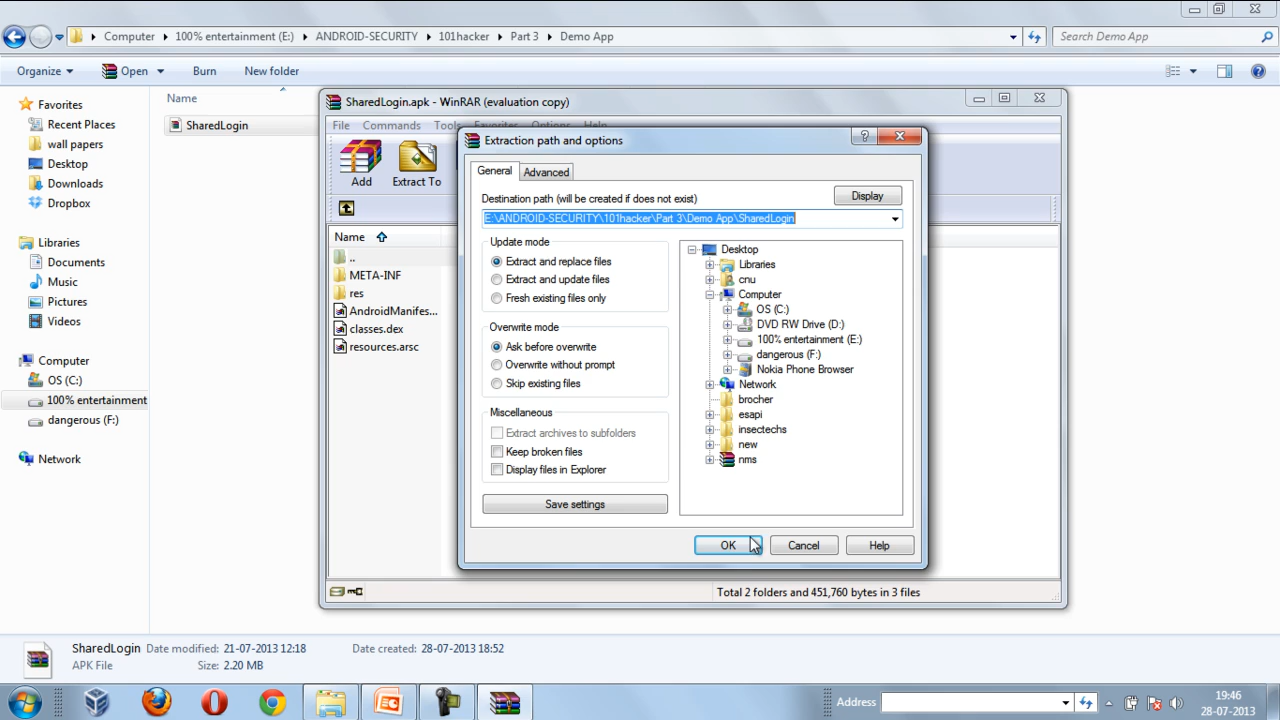 Computer 100% entertainment (E:) ANDROID-SECURITY 101hacker Part 3 Demo App Search Demo App
Organize Open Burn New folder
Favorites
Recent Places
wall papers
Desktop
Downloads
Dropbox
Libraries
Documents
Music
Pictures
Videos
Computer
OS (C:)
100% entertainment
dangerous (F:)
Network
Name
SharedLogin
SharedLogin.apk - WinRAR (evaluation copy)
File Commands Tools Favorites Options Help
Add Extract To
Name
..
META-INF
res
AndroidManifes...
classes.dex
resources.arsc
Total 2 folders and 451,760 bytes in 3 files
Extraction path and options
General Advanced
Destination path (will be created if does not exist) Display
E:\ANDROID-SECURITY\101hacker\Part 3\Demo App\SharedLogin
Update mode
Extract and replace files
Extract and update files
Fresh existing files only
Overwrite mode
Ask before overwrite
Overwrite without prompt
Skip existing files
Miscellaneous
Extract archives to subfolders
Keep broken files
Display files in Explorer
Save settings
Desktop
Libraries
cnu
Computer
OS (C:)
DVD RW Drive (D:)
100% entertainment (E:)
dangerous (F:)
Nokia Phone Browser
Network
brocher
esapi
insectechs
new
nms
OK Cancel Help
SharedLogin Date modified: 21-07-2013 12:18 Date created: 28-07-2013 18:52
APK File Size: 2.20 MB
Address
19:46
28-07-2013